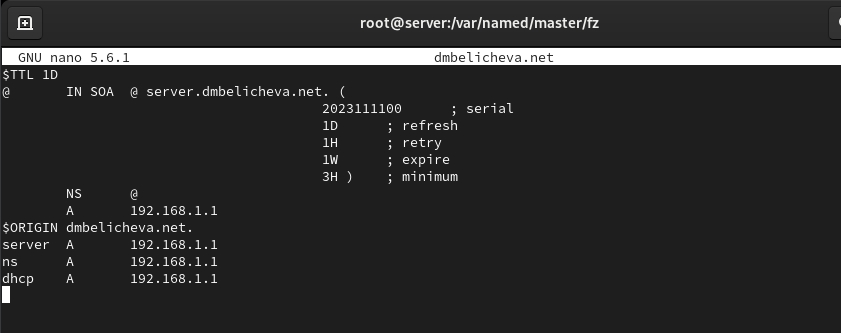 root@server:/var/named/master/fz
GNU nano 5.6.1 dmbelicheva.net
$TTL 1D
@ IN SOA @ server.dmbelicheva.net. (
2023111100 ; serial
1D ; refresh
1H ; retry
1W ; expire
3H ) ; minimum
NS @
A 192.168.1.1
$ORIGIN dmbelicheva.net.
server A 192.168.1.1
ns A 192.168.1.1
dhcp A 192.168.1.1